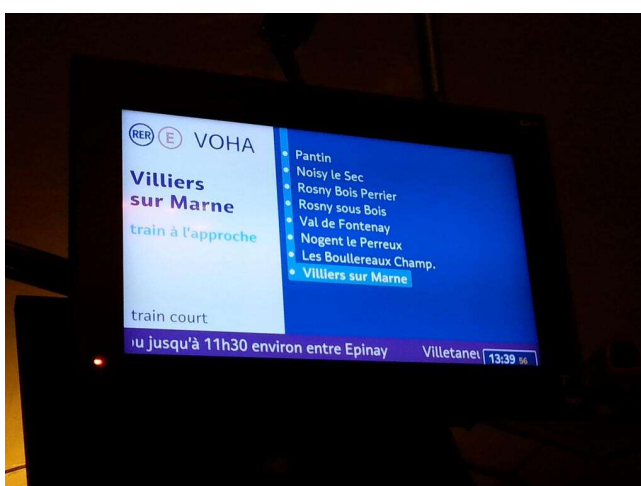 RER E VOHA
Villiers
sur Marne
train à l'approche
train court
Pantin
Noisy le Sec
Rosny Bois Perrier
Rosny sous Bois
Val de Fontenay
Nogent le Perreux
Les Boullereaux Champ.
Villiers sur Marne
u jusqu'à 11h30 environ entre Epinay Villetane
13:39 56